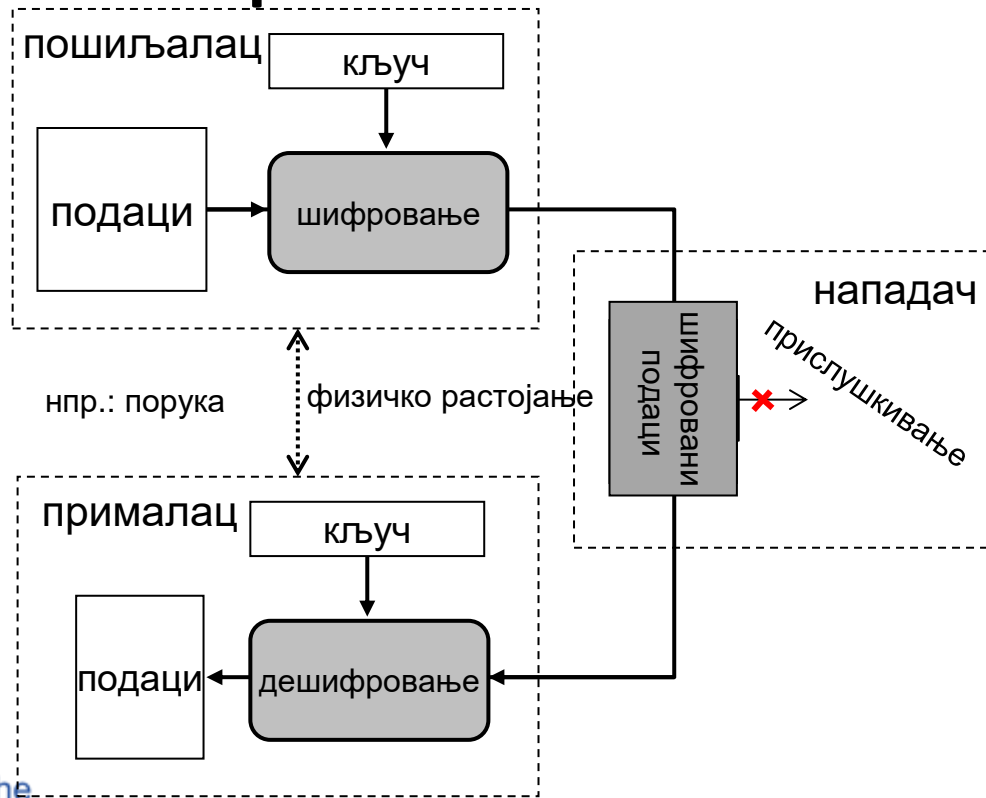 пошиљалац
кључ
подаци
шифровање
нападач
шифровани
подаци
прислушкивање
нпр.: порука
физичко растојање
прималац
кључ
подаци
дешифровање